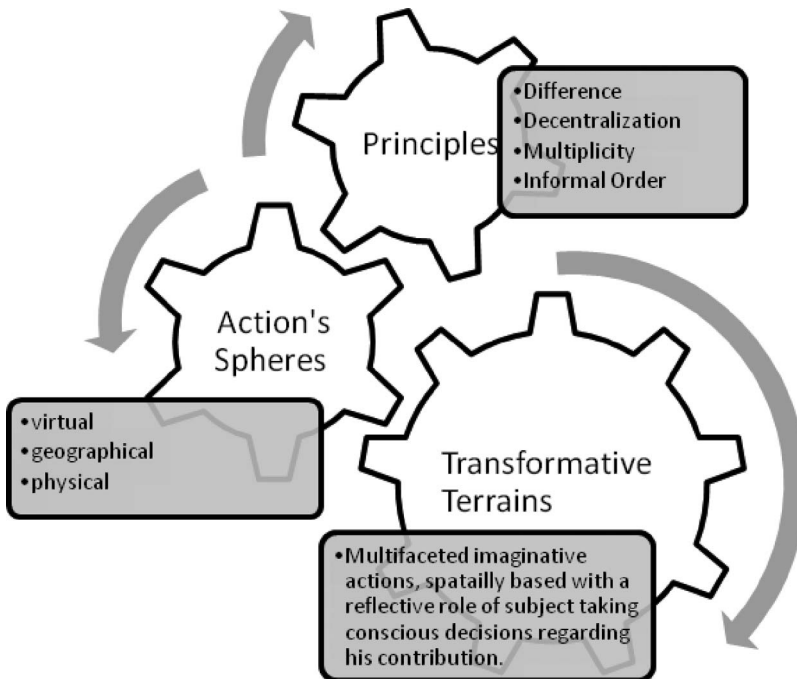 Principles
•Difference
•Decentralization
•Multiplicity
•Informal Order
Action's
Spheres
•virtual
•geographical
•physical
Transformative
Terrains
•Multifaceted imaginative
actions, spatailly based with a
reflective role of subject taking
conscious decisions regarding
his contribution.